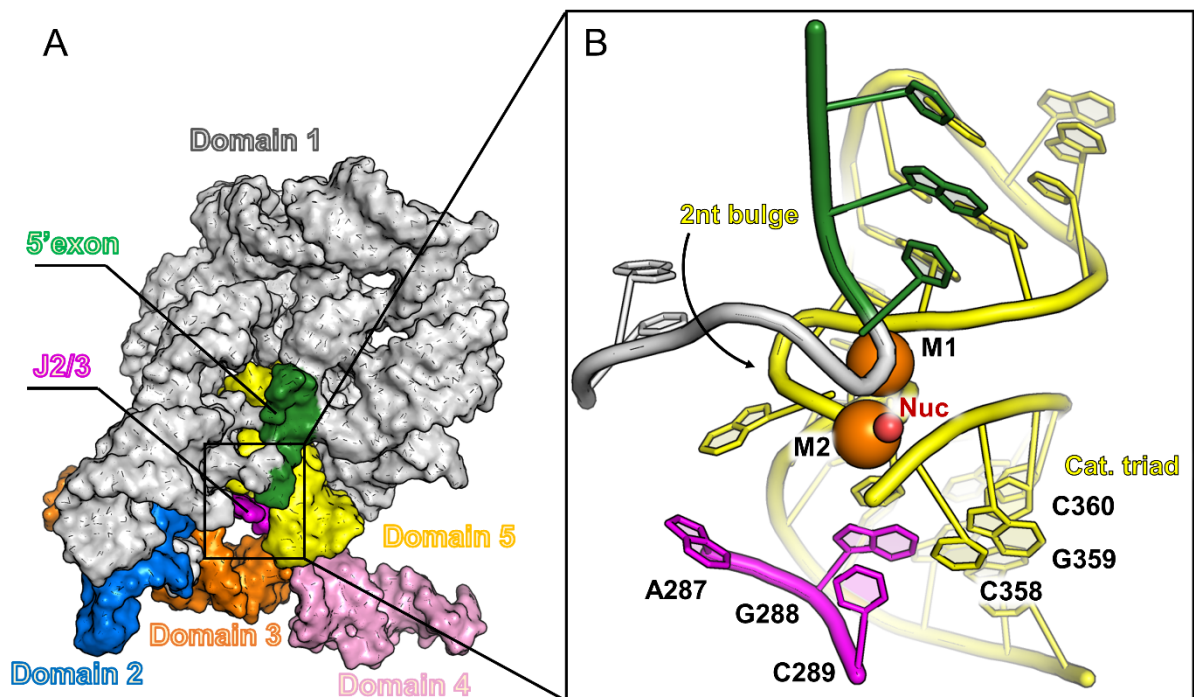 A
Domain 1
5'exon
J2/3
Domain 5
Domain 3
Domain 2
Domain 4
B
2nt bulge
M1
Nuc
M2
Cat. triad
C360
G359
A287
C358
G288
C289